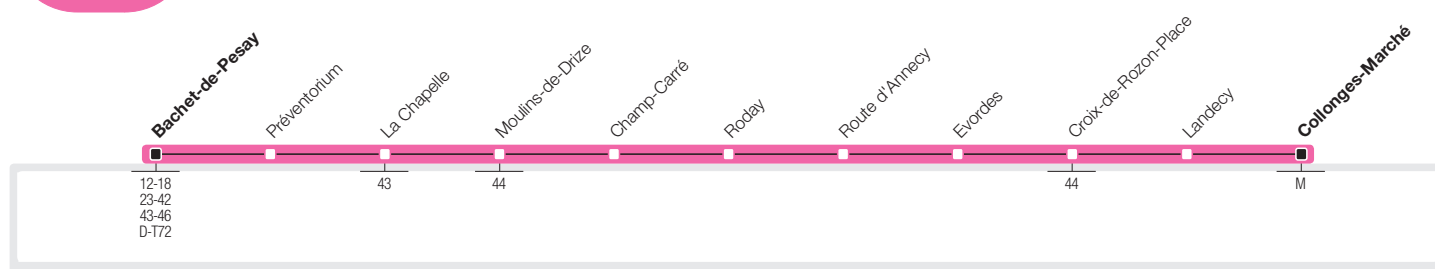 Bachet-de-Pesay
Préventorium
La Chapelle
Moulins-de-Drize
Champ-Carré
Roday
Route d'Annecy
Evordes
Croix-de-Rozon-Place
Landecy
Collonges-Marché
12-18
23-42
43-46
D-T72
43
44
44
M